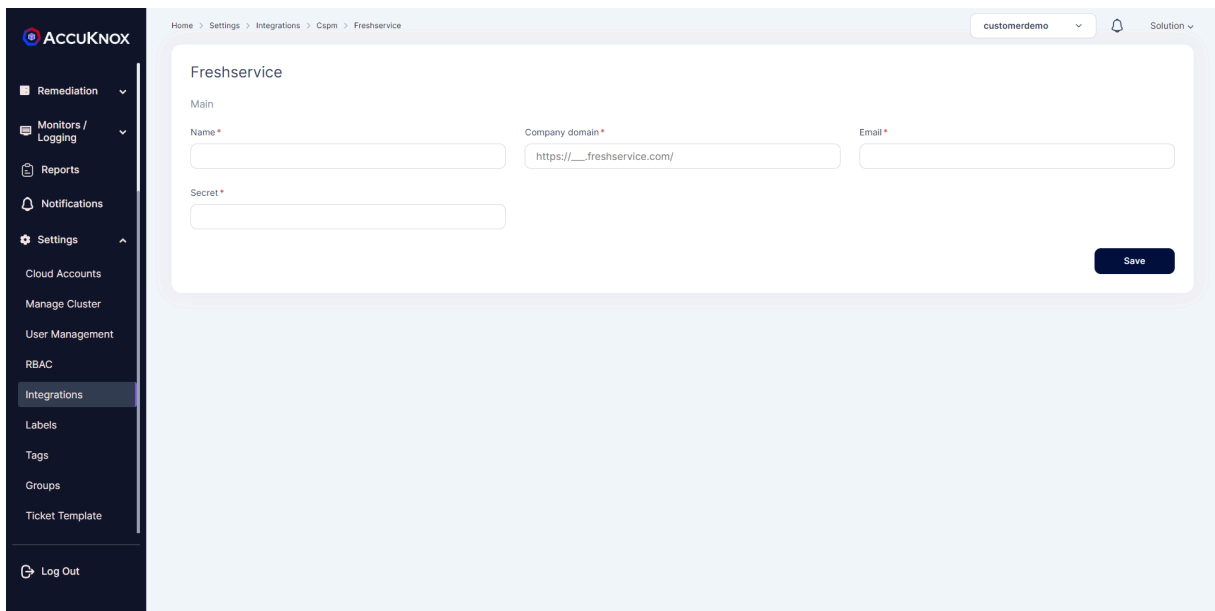 ACCUKNOX
Remediation
Monitors /
Logging
Reports
Notifications
Settings
Cloud Accounts
Manage Cluster
User Management
RBAC
Integrations
Labels
Tags
Groups
Ticket Template
Log Out
Home > Settings > Integrations > Cspm > Freshservice
customerdemo
Solution
Freshservice
Main
Name *
Company domain *
Email *
https://___.freshservice.com/
Secret *
Save